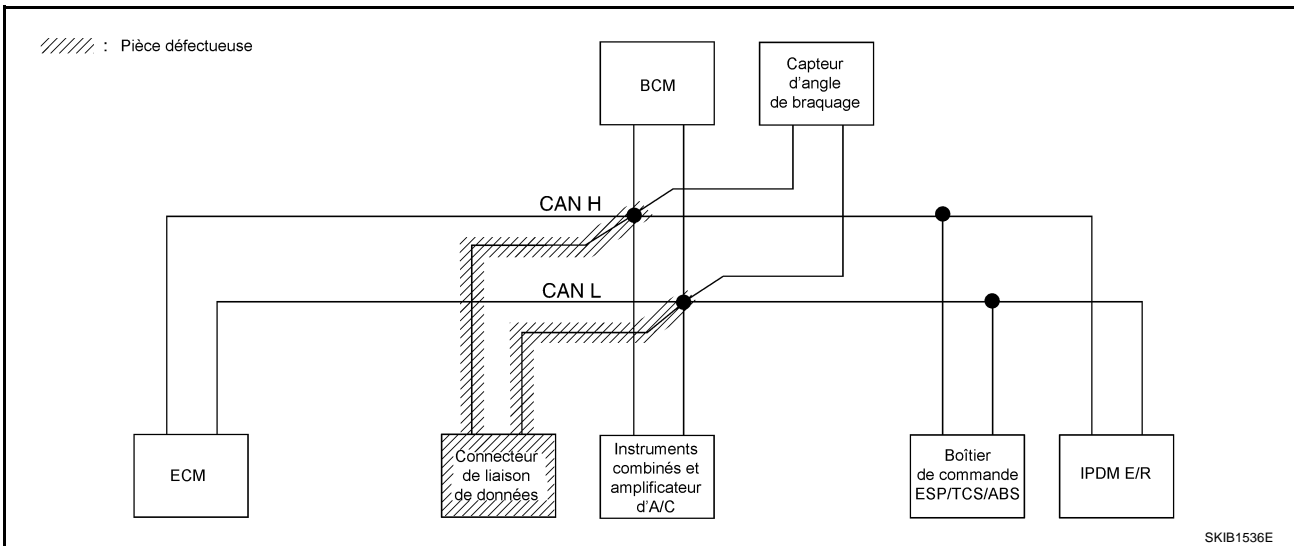 : Pièce défectueuse
BCM
Capteur
d'angle
de braquage
CAN H
CAN L
ECM
Connecteur
de liaison
de données
Instruments
combinés et
amplificateur
d'A/C
Boîtier
de commande
ESP/TCS/ABS
IPDM E/R
SKIB1536E